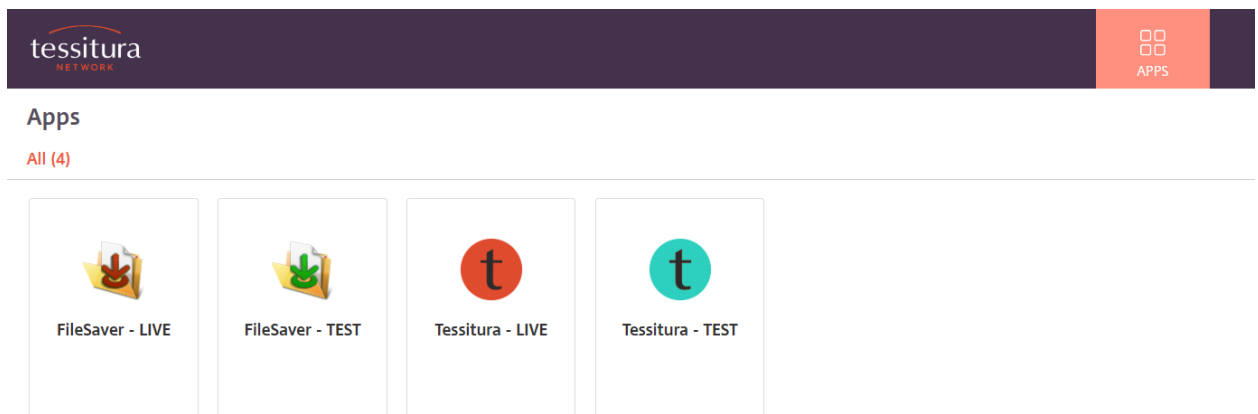 tessitura
NETWORK
APPS
Apps
All (4)
t
t
FileSaver - LIVE
FileSaver - TEST
Tessitura - LIVE
Tessitura - TEST